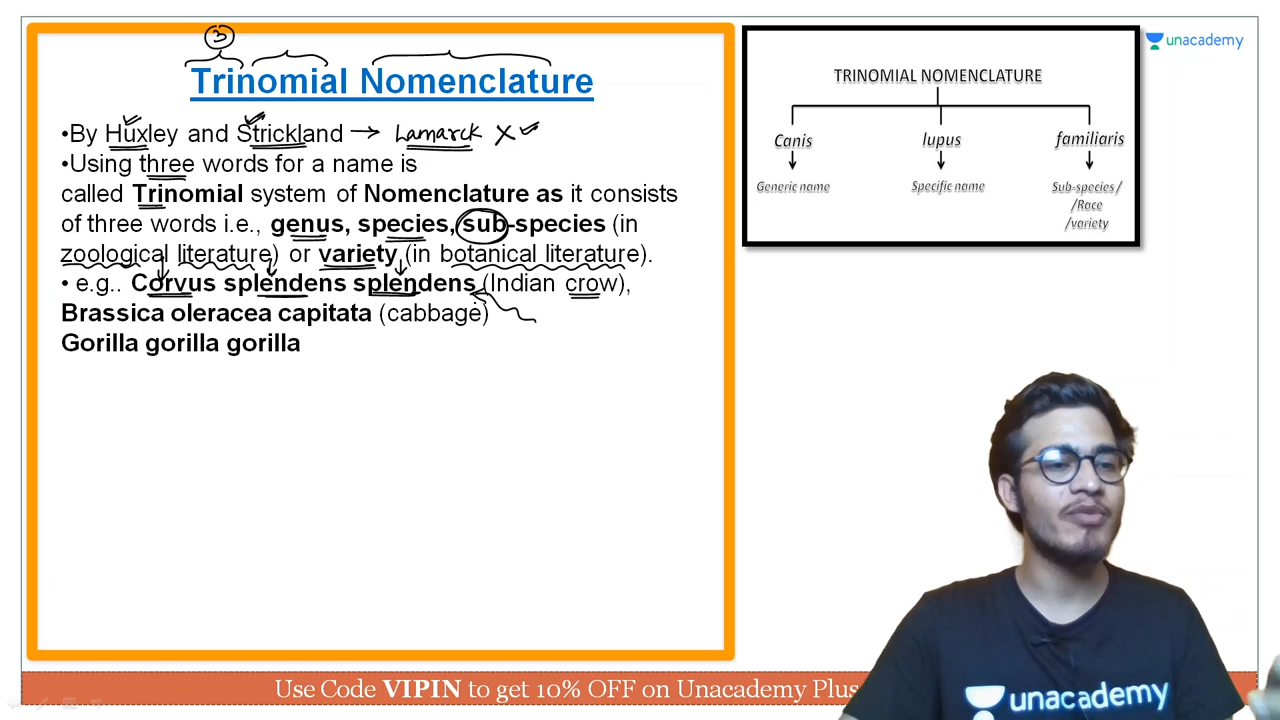 3
Trinomial Nomenclature
•By Huxley and Strickland → Lamarck X
•Using three words for a name is
called Trinomial system of Nomenclature as it consists
of three words i.e., genus, species, sub-species (in
zoological literature) or variety (in botanical literature).
• e.g.. Corvus splendens splendens (Indian crow),
Brassica oleracea capitata (cabbage)
Gorilla gorilla gorilla
unacademy
TRINOMIAL NOMENCLATURE
Canis lupus familiaris
Generic name Specific name Sub-species /
/Race
/variety
unacademy
Use Code VIPIN to get 10% OFF on Unacademy Plus